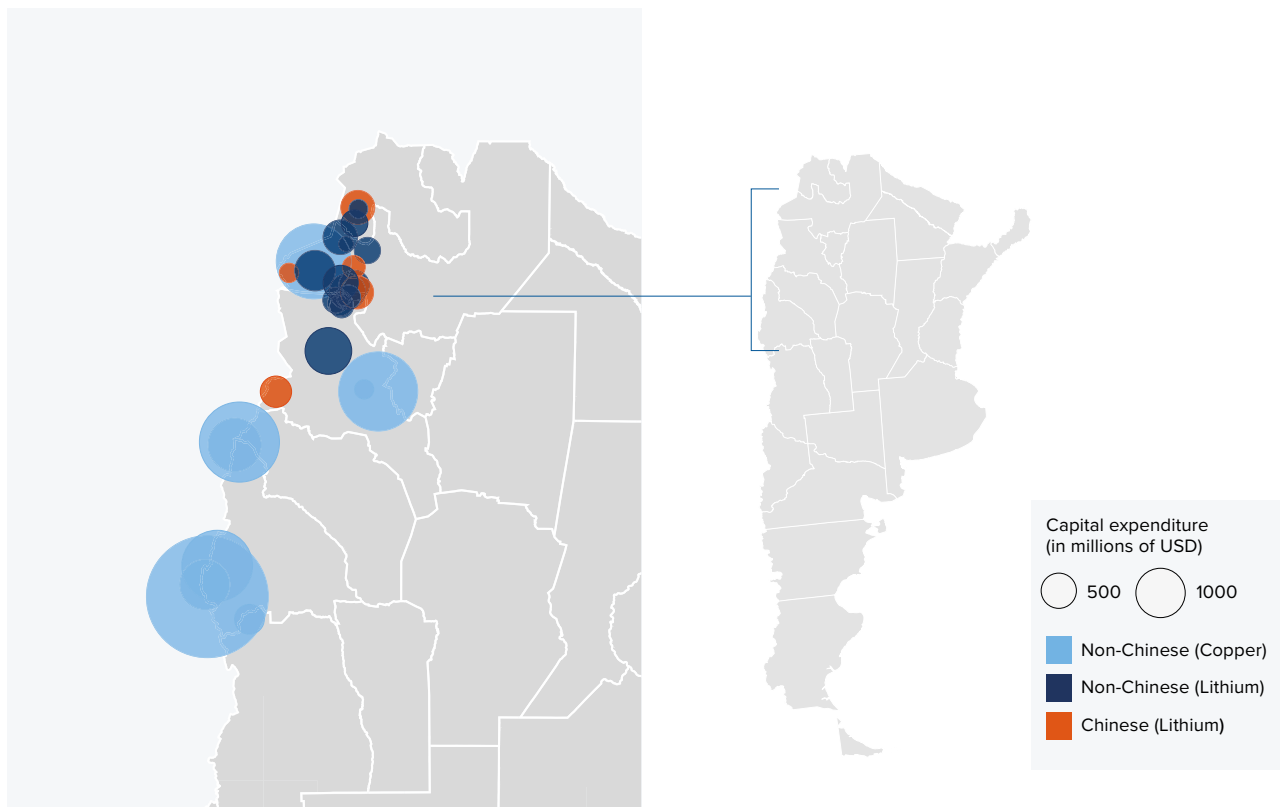 Capital expenditure
(in millions of USD)
500 1000
Non-Chinese (Copper)
Non-Chinese (Lithium)
Chinese (Lithium)